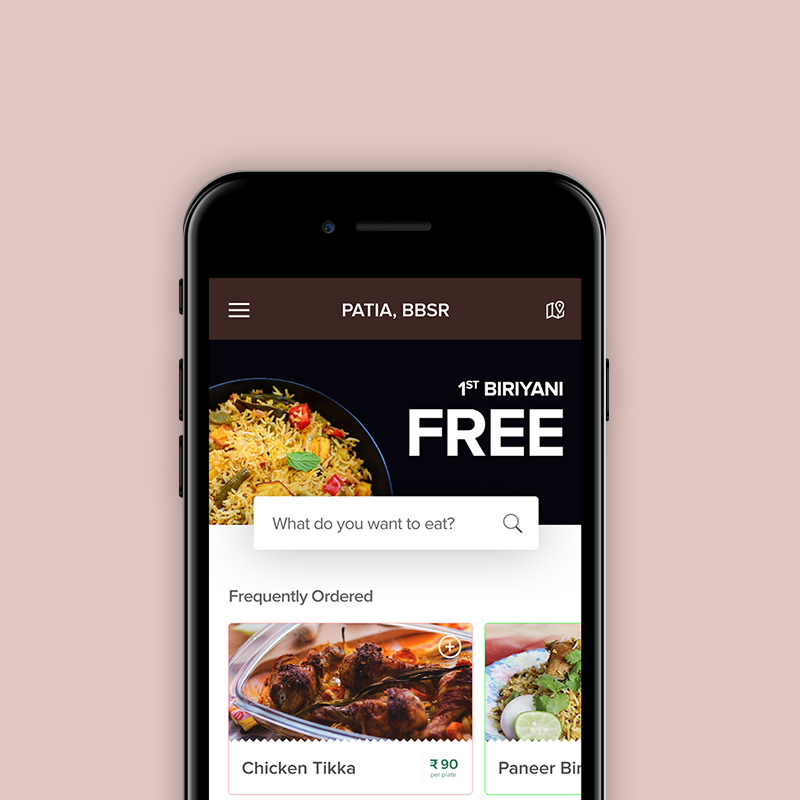 PATIA, BBSR
1ST BIRIYANI
FREE
What do you want to eat?
Frequently Ordered
Chicken Tikka
₹ 90
per plate
Paneer Bir